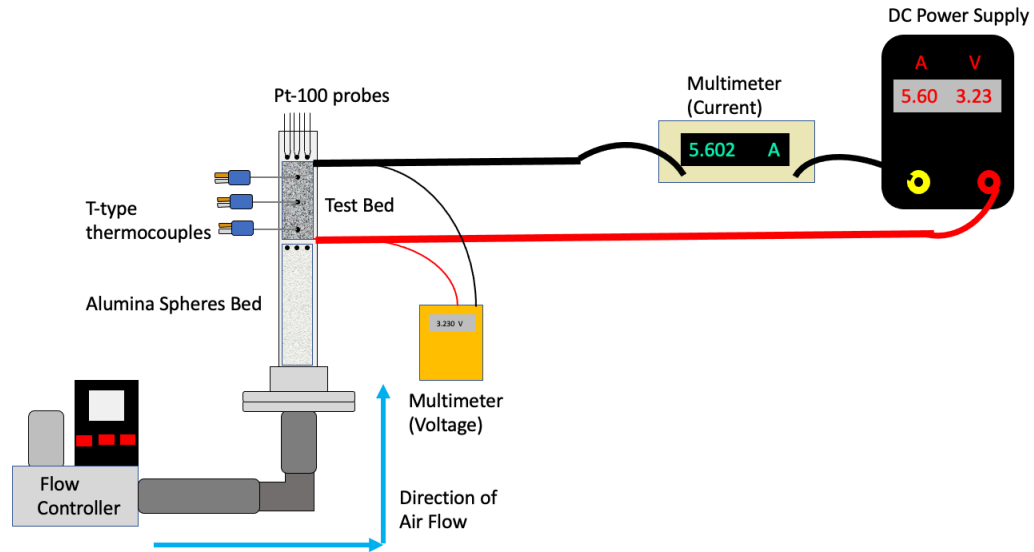 DC Power Supply
A V
5.60 3.23
Multimeter
(Current)
5.602 A
Pt-100 probes
T-type
thermocouples
Test Bed
Alumina Spheres Bed
3.230 V
Multimeter
(Voltage)
Flow
Controller
Direction of
Air Flow